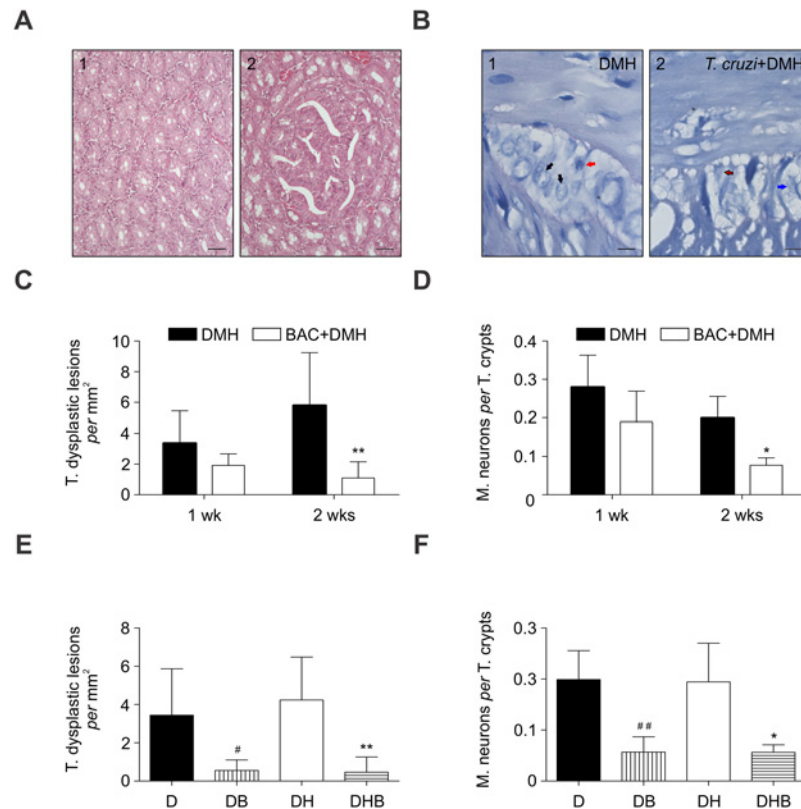 A
B
1
2
1
DMH
2
T. cruzi+DMH
C
D
T. dysplastic lesions
per mm²
10
8
6
4
2
0
DMH
BAC+DMH
**
1 wk
2 wks
M. neurons per T. crypts
0.4
0.3
0.2
0.1
0
DMH
BAC+DMH
*
1 wk
2 wks
E
F
T. dysplastic lesions
per mm²
8
6
4
2
0
#
**
D
DB
DH
DHB
M. neurons per T. crypts
0.3
0.3
0.1
0
##
*
D
DB
DH
DHB